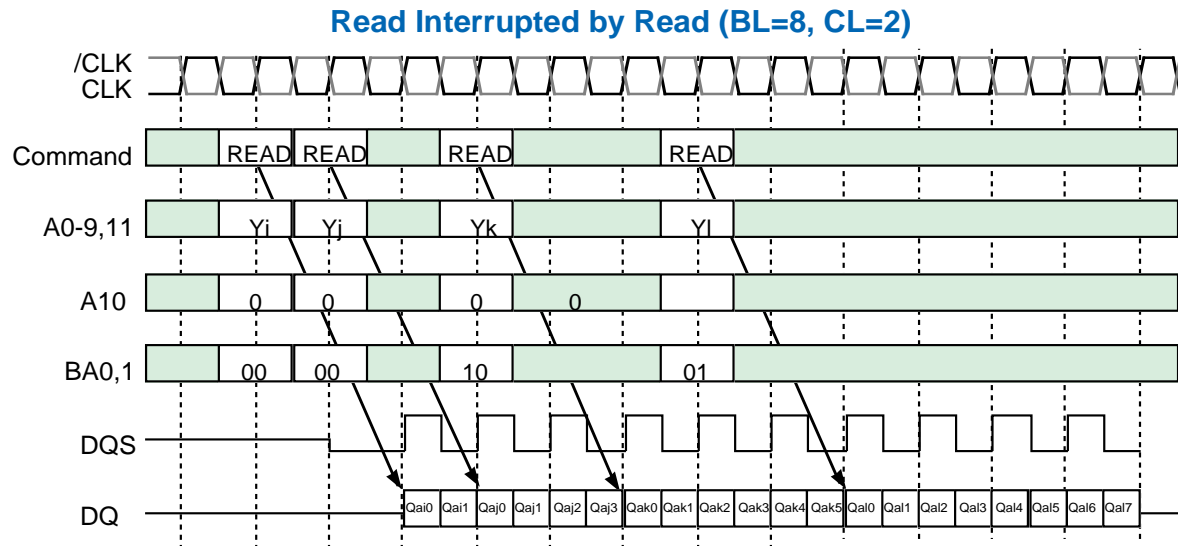 Read Interrupted by Read (BL=8, CL=2)
/CLK
CLK
Command READ READ READ READ
A0-9,11 Yi Yj Yk Yl
A10 0 0 0 0
BA0,1 00 00 10 01
DQS
DQ Qai0 Qai1 Qaj0 Qaj1 Qaj2 Qaj3 Qak0 Qak1 Qak2 Qak3 Qak4 Qak5 Qal0 Qal1 Qal2 Qal3 Qal4 Qal5 Qal6 Qal7